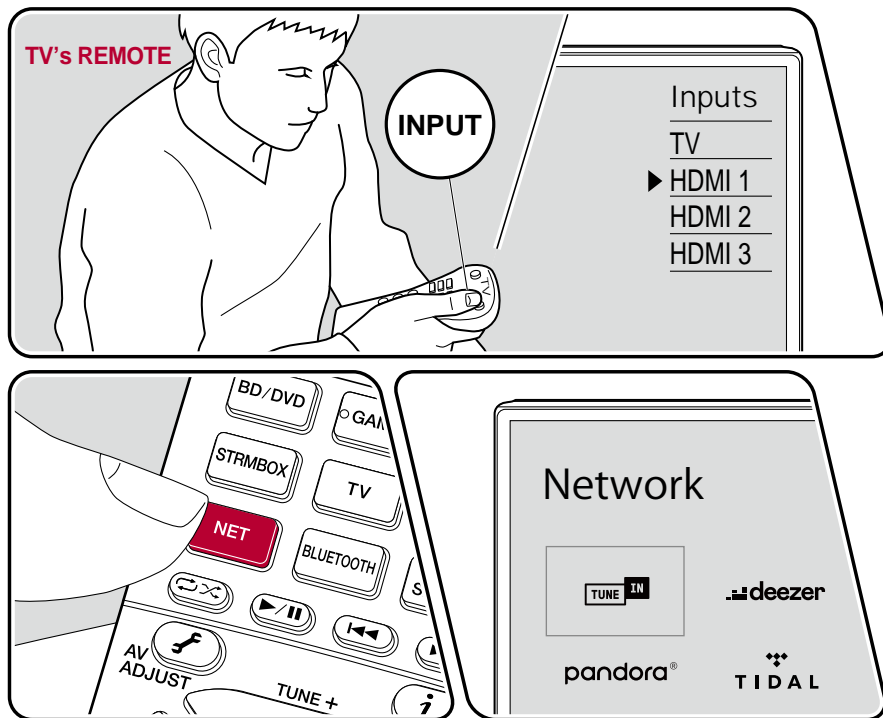 TV's REMOTE
INPUT
TV
Inputs
TV
HDMI 1
HDMI 2
HDMI 3
BD/DVD
STRMBOX
TV
NET
BLUETOOTH
AV
ADJUST
TUNE +
i
Network
TUNE IN
deezer
pandora®
TIDAL